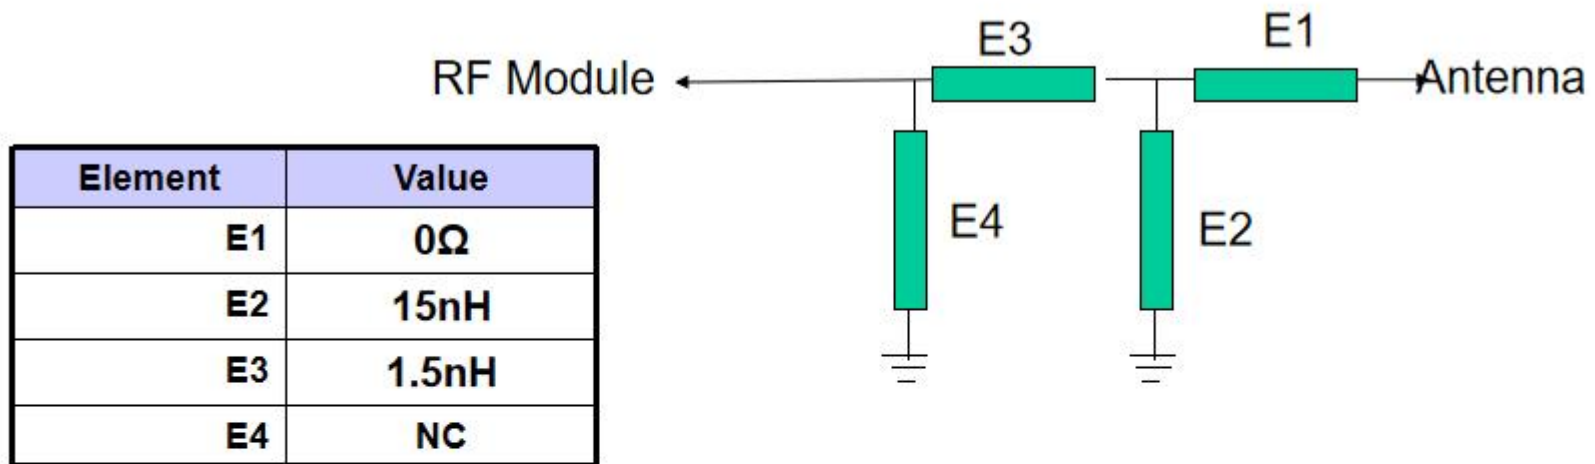 E3
E1
RF Module
Antenna
E4
E2
Element Value
E1 0Ω
E2 15nH
E3 1.5nH
E4 NC